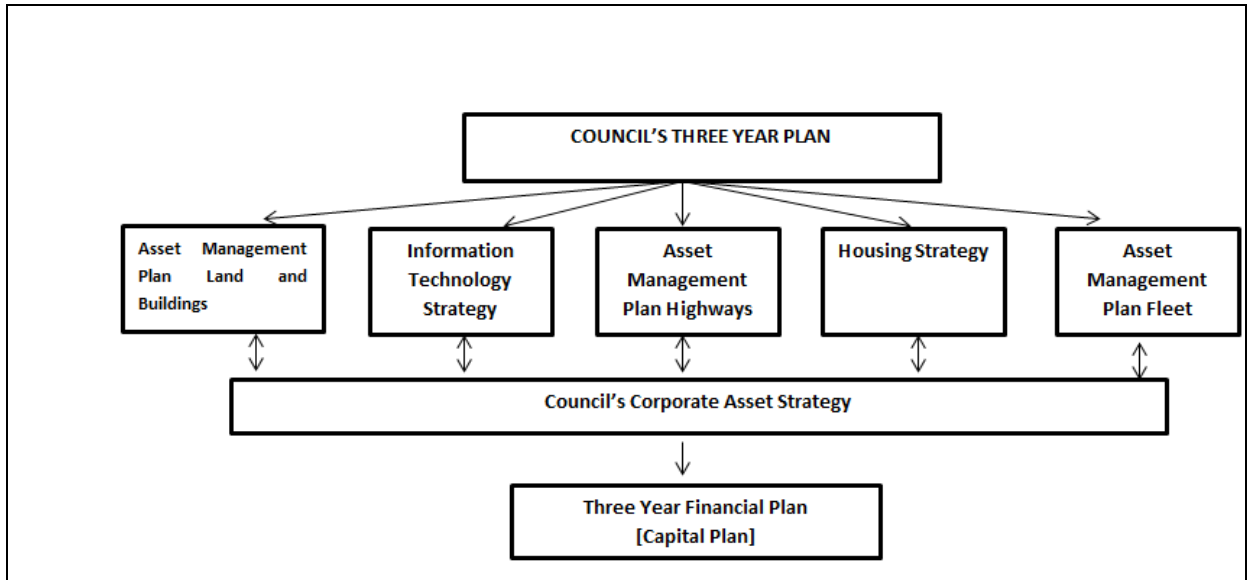 COUNCIL'S THREE YEAR PLAN
Asset Management
Plan Land and
Buildings
Information
Technology
Strategy
Asset
Management
Plan Highways
Housing Strategy
Asset
Management
Plan Fleet
Council's Corporate Asset Strategy
Three Year Financial Plan
[Capital Plan]